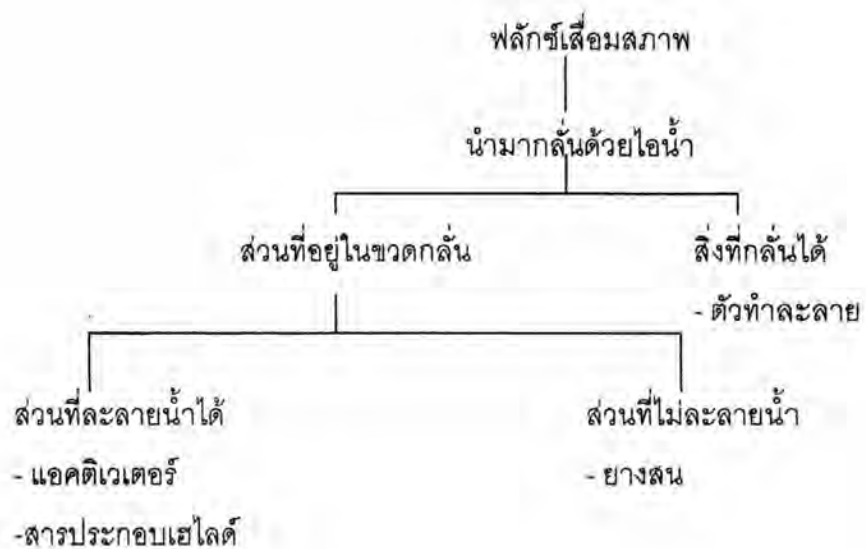 ฟลักซ์เสื่อมสภาพ
นำมากลั่นด้วยไอน้ำ
ส่วนที่อยู่ในขวดกลั่น
สิ่งที่กลั่นได้
- ตัวทำละลาย
ส่วนที่ละลายน้ำได้
- แอคติเวเตอร์
-สารประกอบเฮไลด์
ส่วนที่ไม่ละลายน้ำ
- ยางสน